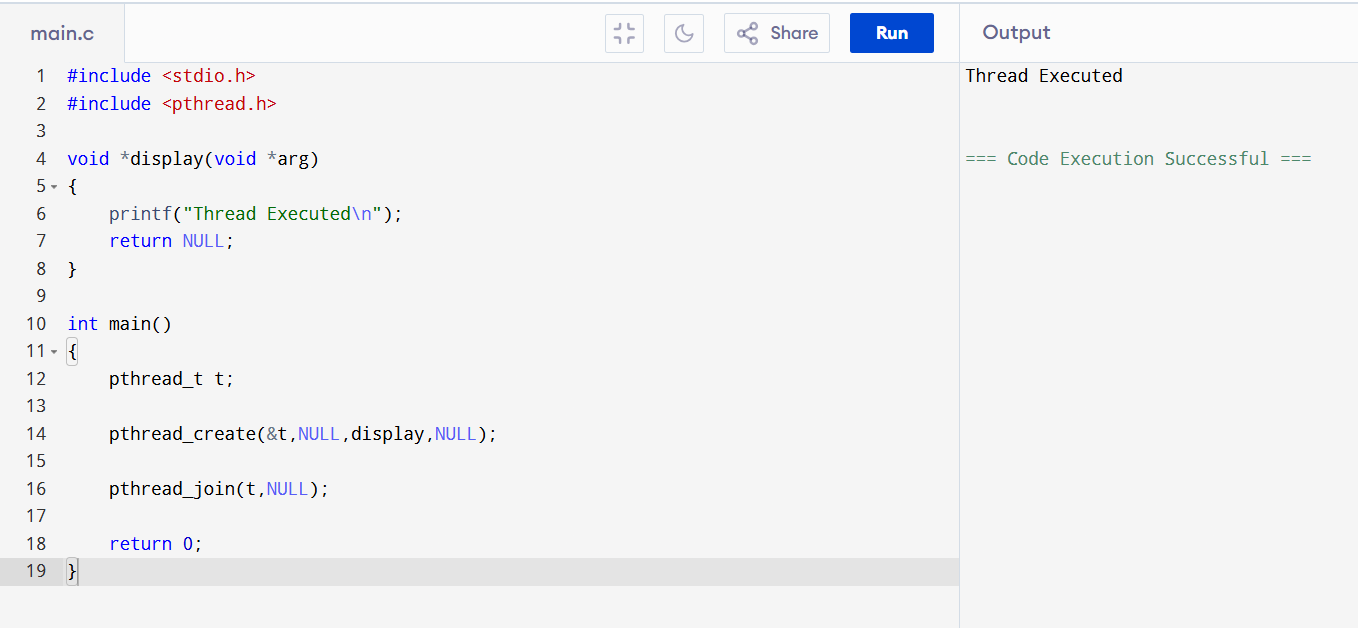 main.c
Share
Run
Output
1 #include <stdio.h>
2 #include <pthread.h>
3
4 void *display(void *arg)
5 {
6     printf("Thread Executed\n");
7     return NULL;
8 }
9
10 int main()
11 {
12     pthread_t t;
13
14     pthread_create(&t,NULL,display,NULL);
15
16     pthread_join(t,NULL);
17
18     return 0;
19 }
Thread Executed
=== Code Execution Successful ===